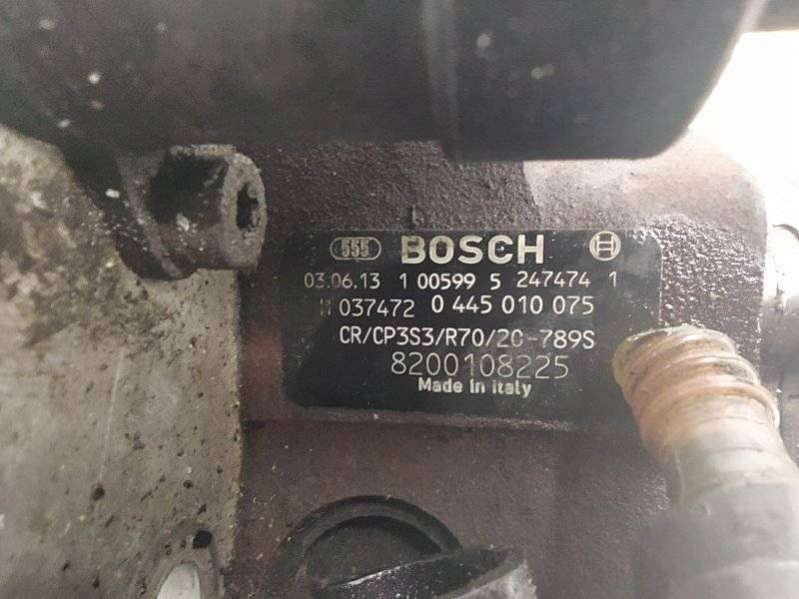 555 BOSCH
03.06.13 1 00599 5 247474 1
H 037472 0 445 010 075
CR/CP3S3/R70/20-789S
8200108225
Made in Italy